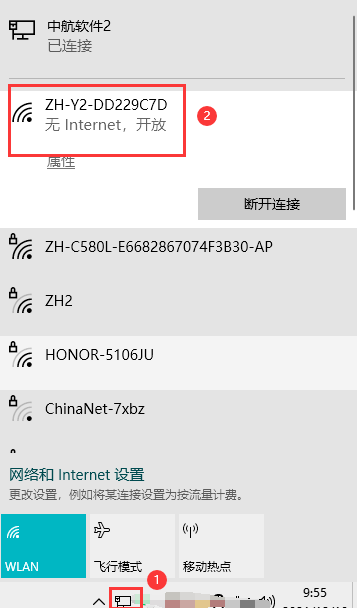 中航软件2
已连接
ZH-Y2-DD229C7D
无 Internet，开放
2
属性
断开连接
ZH-C580L-E6682867074F3B30-AP
ZH2
HONOR-5106JU
ChinaNet-7xbz
网络和 Internet 设置
更改设置，例如将某连接设置为按流量计费。
WLAN
飞行模式
移动热点
1
9:55